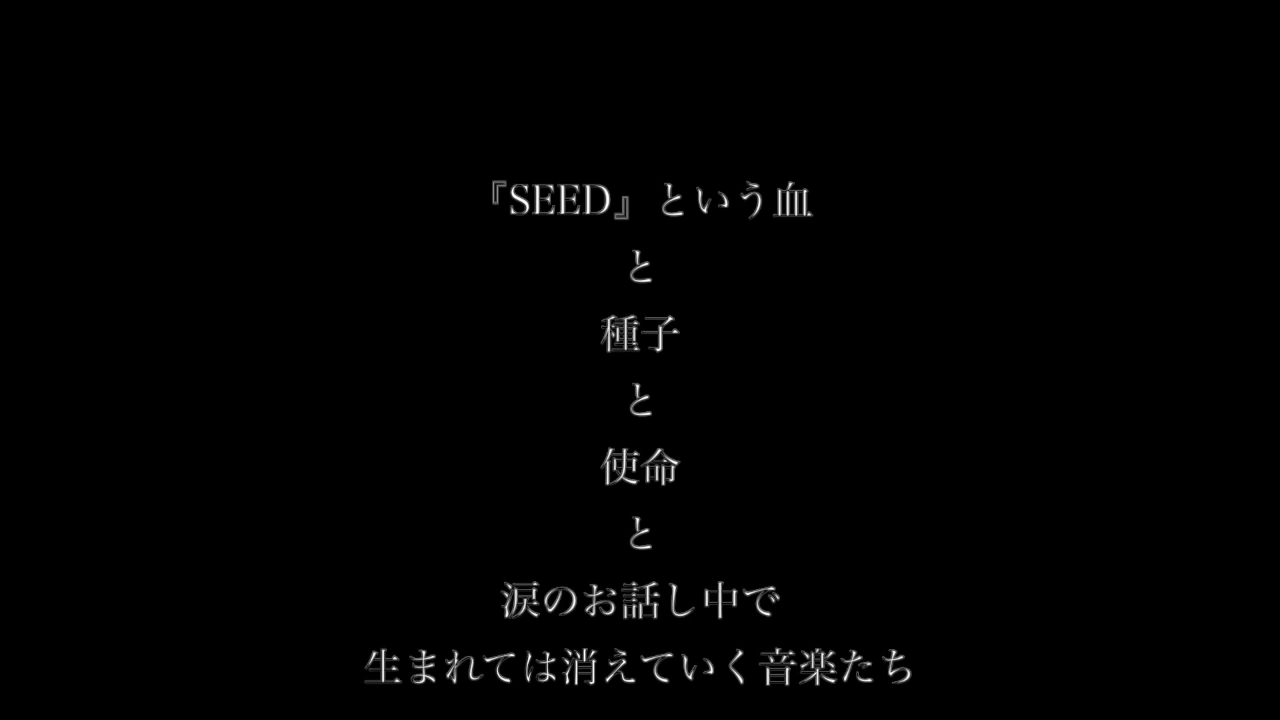 『SEED』という血
と
種子
と
使命
と
涙のお話し中で
生まれては消えていく音楽たち